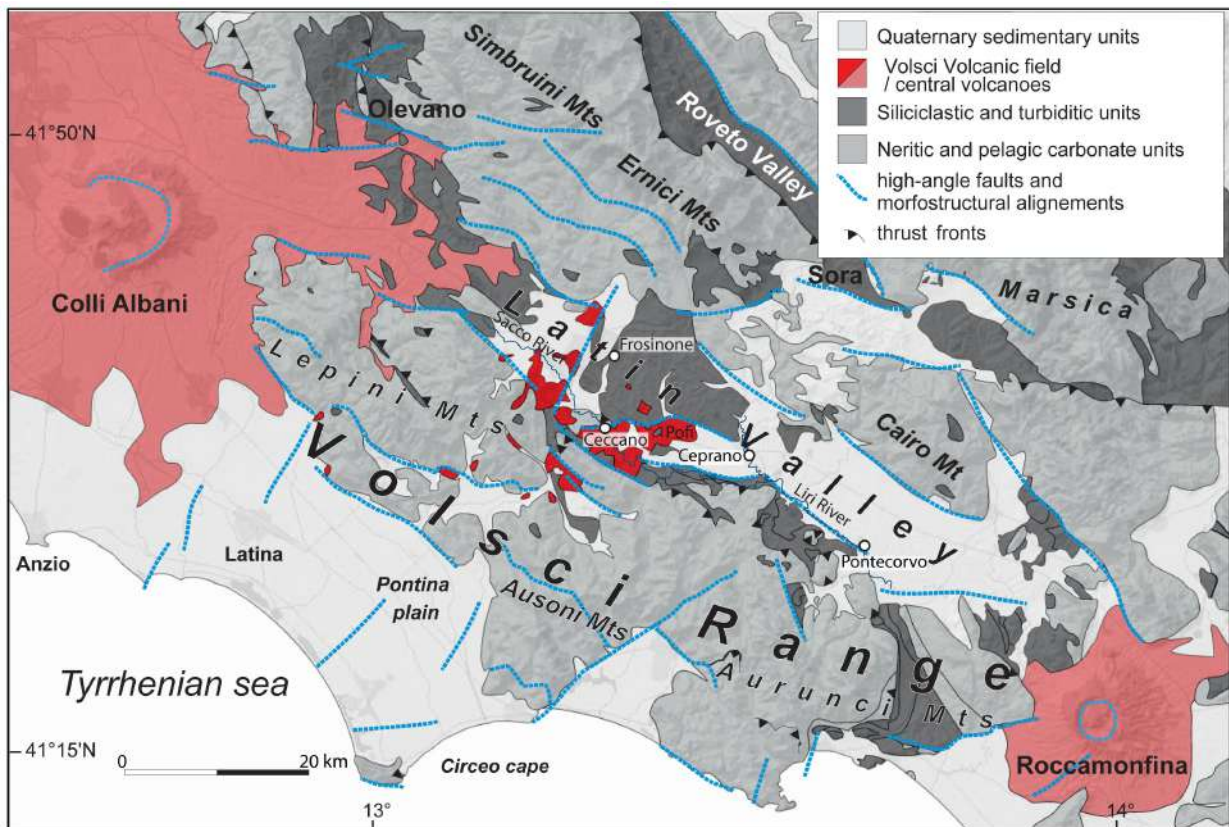 Quaternary sedimentary units
Volsci Volcanic field
/ central volcanoes
Siliciclastic and turbiditic units
Neritic and pelagic carbonate units
high-angle faults and
morfostructural alignements
thrust fronts
Simbruini Mts
Olevano
Roveto Valley
41°50'N
Ernici Mts
Colli Albani
Sora
Marsica
Latin Valley
Sacco River
Frosinone
Lepini Mts
Ceccano
Pofi
Ceprano
Cairo Mt
Volsci Range
Liri River
Pontecorvo
Anzio
Latina
Pontina
plain
Ausoni Mts
Aurunci Mts
Tyrrhenian sea
41°15'N
0 20 km
Circeo cape
Roccamonfina
13°
14°